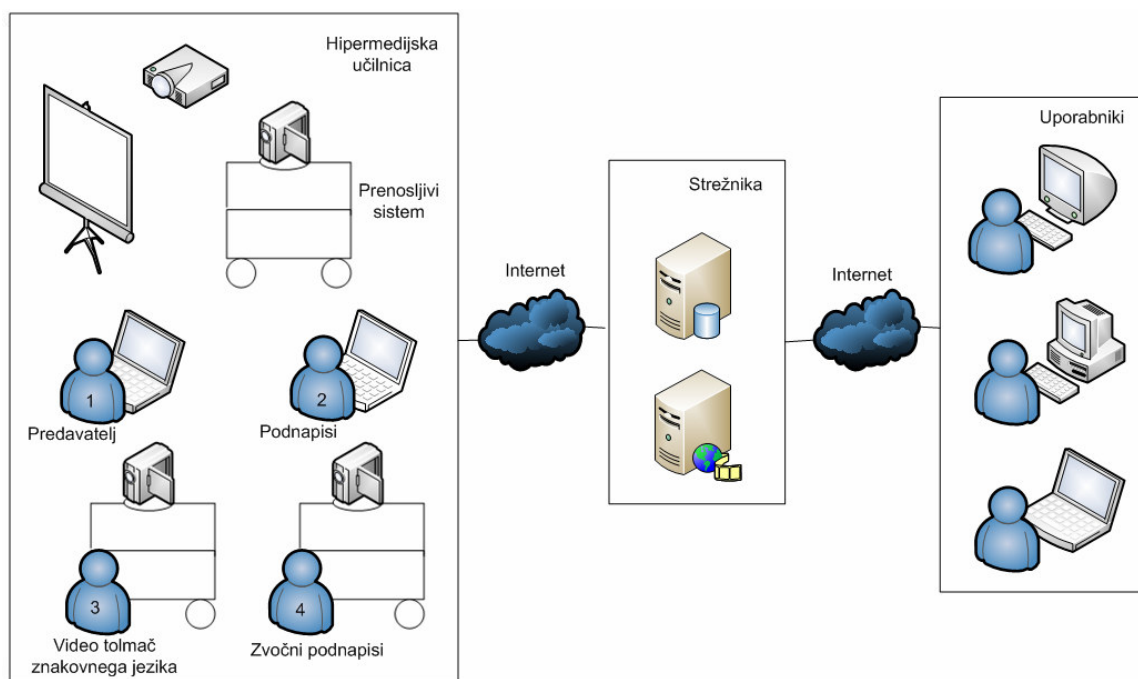 Hipermedijska
učilnica
Prenosljivi
sistem
1
Predavatelj
2
Podnapisi
3
Video tolmač
znakovnega jezika
4
Zvočni podnapisi
Internet
Strežnika
Internet
Uporabniki